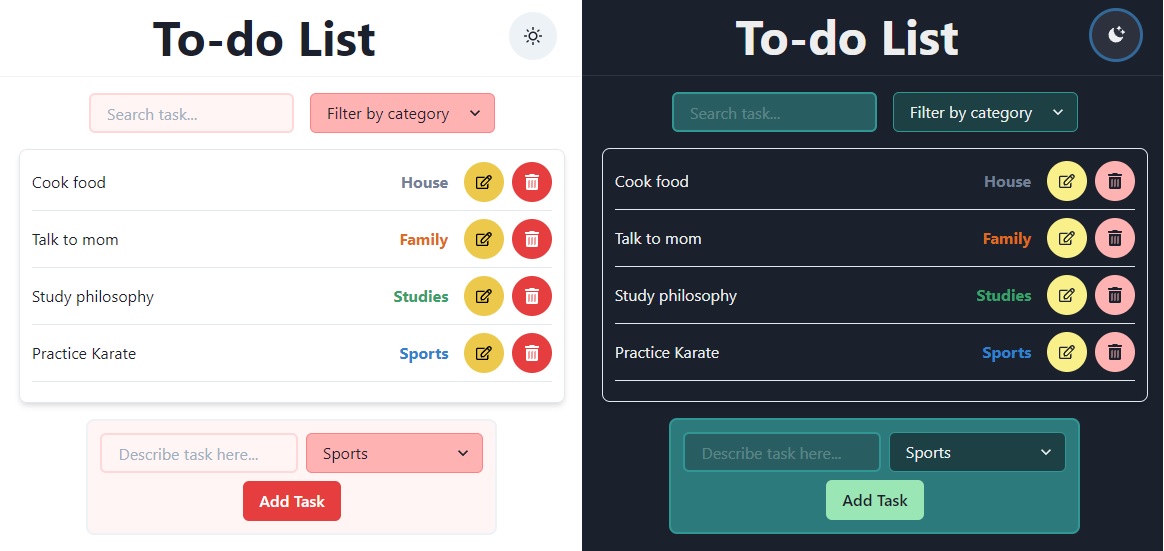 To-do List
Search task...
Filter by category
Cook food House
Talk to mom Family
Study philosophy Studies
Practice Karate Sports
Describe task here...
Sports
Add Task
To-do List
Search task...
Filter by category
Cook food House
Talk to mom Family
Study philosophy Studies
Practice Karate Sports
Describe task here...
Sports
Add Task